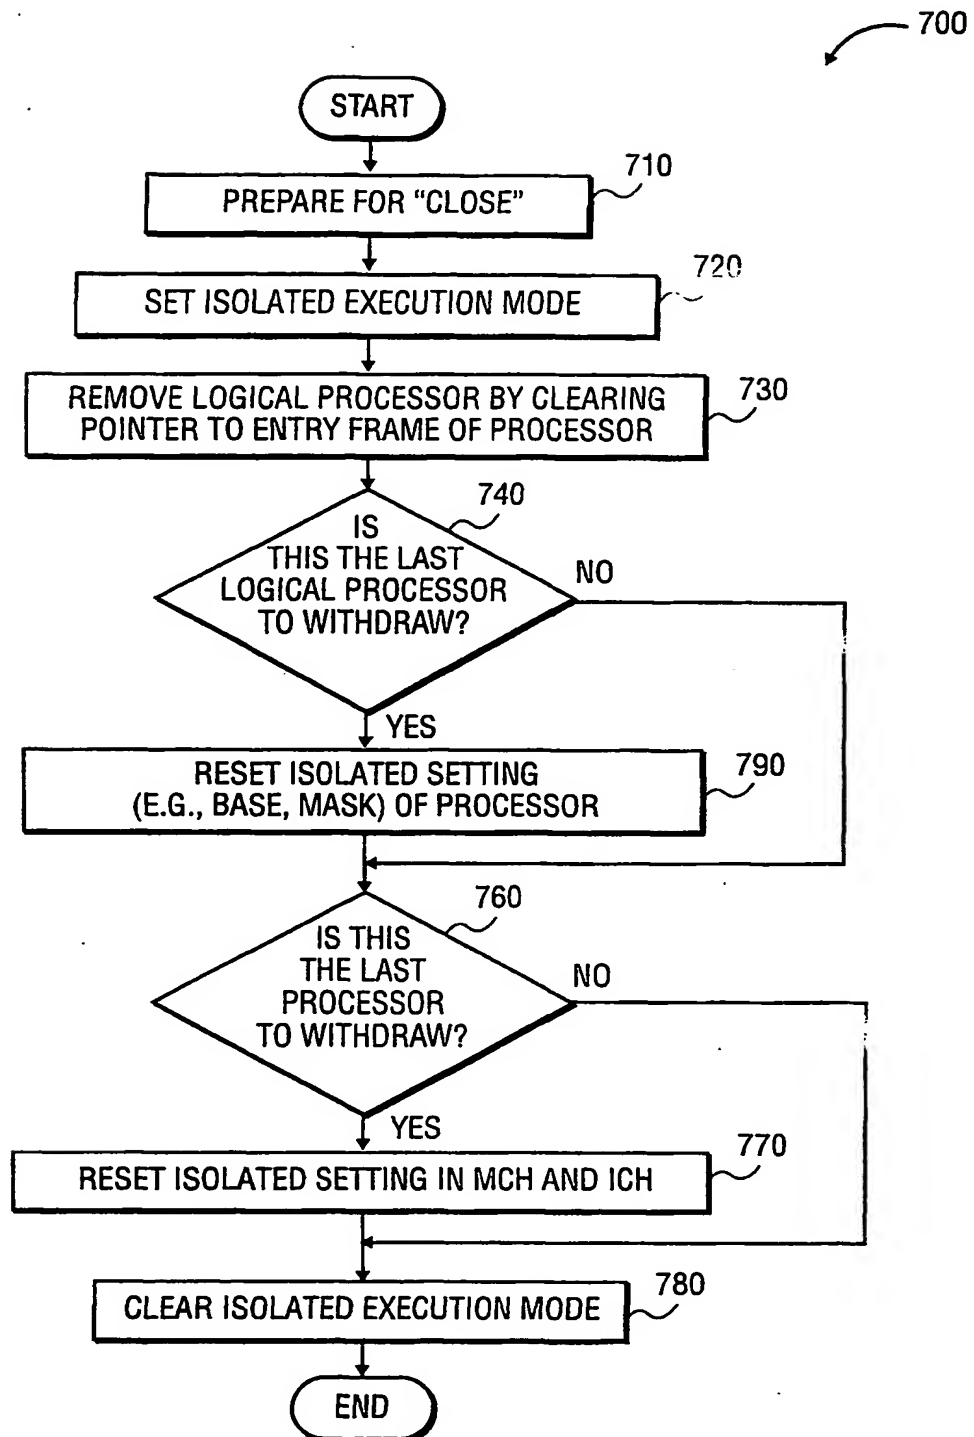 700
START
710
PREPARE FOR “CLOSE”
720
SET ISOLATED EXECUTION MODE
730
REMOVE LOGICAL PROCESSOR BY CLEARING
POINTER TO ENTRY FRAME OF PROCESSOR
740
IS
THIS THE LAST
LOGICAL PROCESSOR
TO WITHDRAW?
NO
YES
790
RESET ISOLATED SETTING
(E.G., BASE, MASK) OF PROCESSOR
760
IS THIS
THE LAST
PROCESSOR
TO WITHDRAW?
NO
YES
770
RESET ISOLATED SETTING IN MCH AND ICH
780
CLEAR ISOLATED EXECUTION MODE
END